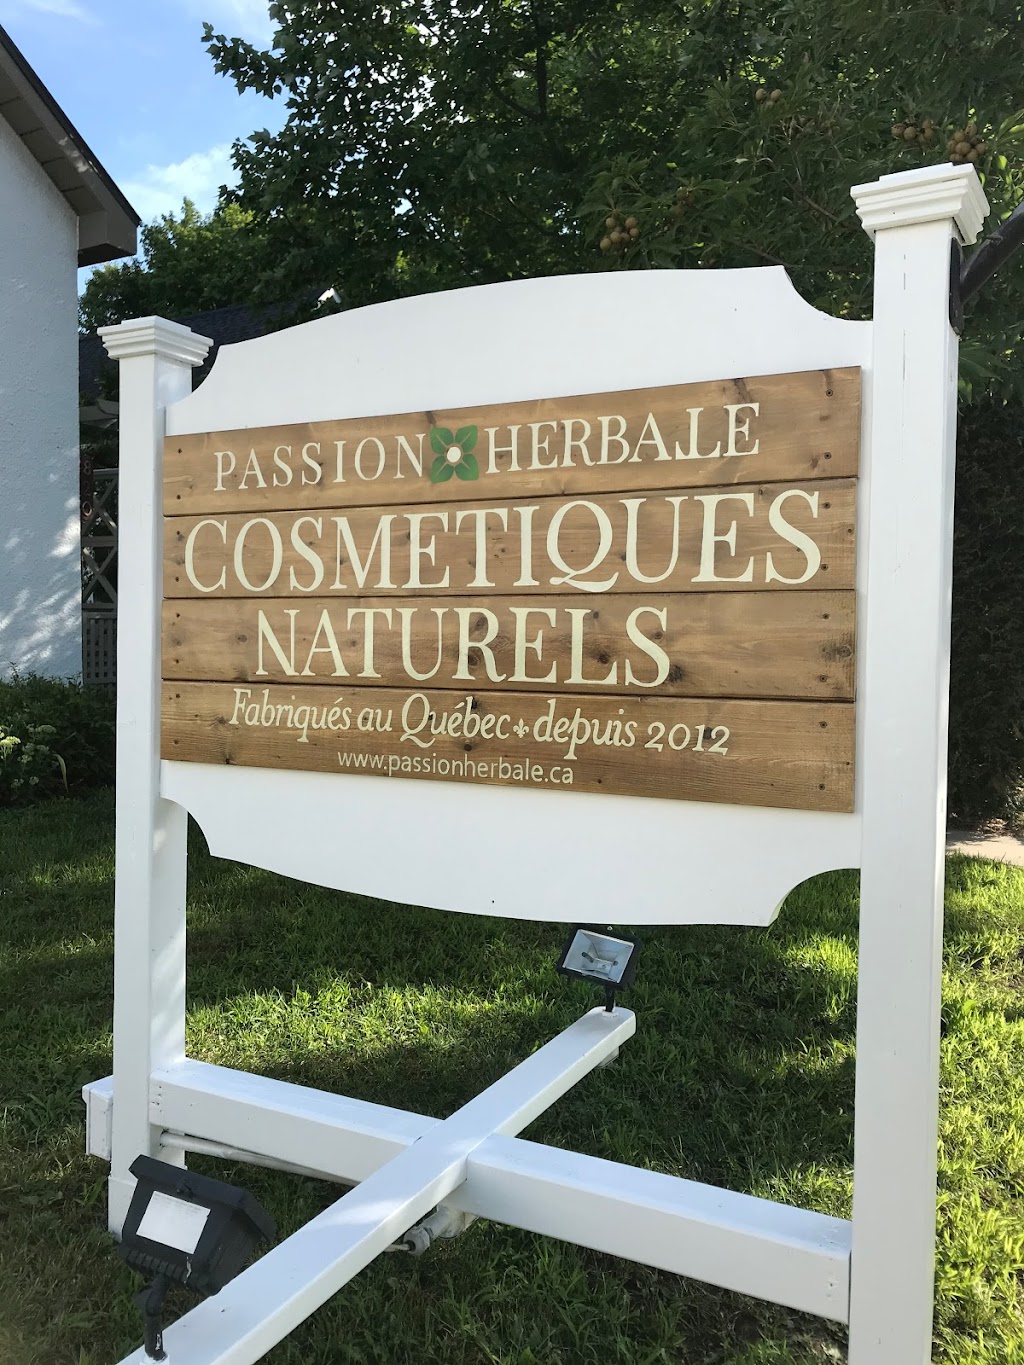 PASSION HERBALE
COSMETIQUES
NATURELS
Fabriqués au Québec depuis 2012
www.passionherbale.ca